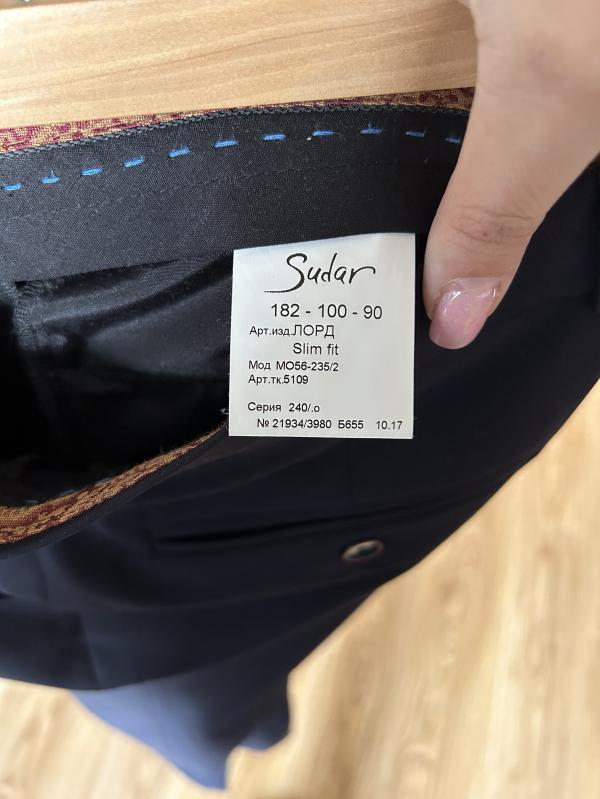 Sudar
182 - 100 - 90
Арт.изд.ЛОРД
Slim fit
Мод МО56-235/2
Арт.тк.5109
Серия 240/.о
№ 21934/3980 Б655 10.17